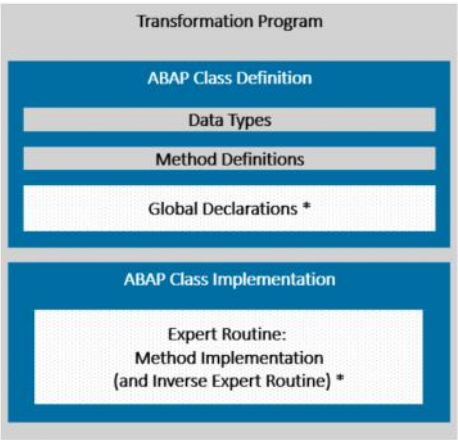 Transformation Program
ABAP Class Definition
Data Types
Method Definitions
Global Declarations *
ABAP Class Implementation
Expert Routine:
Method Implementation
(and Inverse Expert Routine) *